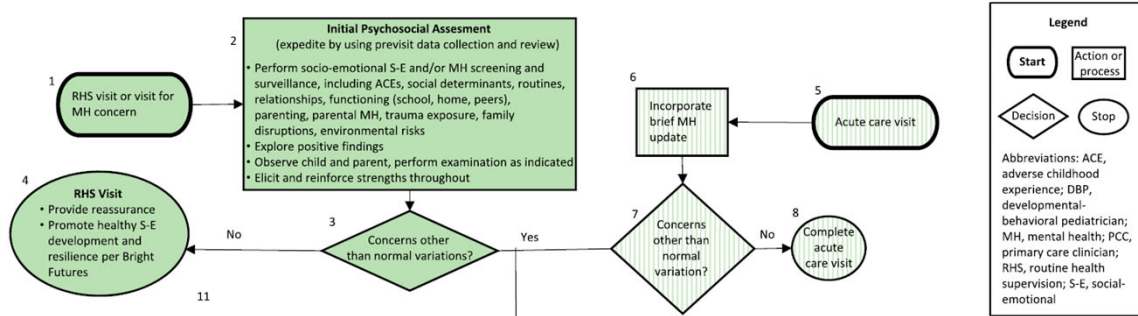 1
RHS visit or visit for
MH concern
2
Initial Psychosocial Assesment
(expedite by using previsit data collection and review)
• Perform socio-emotional S-E and/or MH screening and
surveillance, including ACEs, social determinants, routines,
relationships, functioning (school, home, peers),
parenting, parental MH, trauma exposure, family
disruptions, environmental risks
• Explore positive findings
• Observe child and parent, perform examination as indicated
• Elicit and reinforce strengths throughout
3
Concerns other
than normal variations?
No
Yes
4
RHS Visit
• Provide reassurance
• Promote healthy S-E
development and
resilience per Bright
Futures
11
5
Acute care visit
6
Incorporate
brief MH
update
7
Concerns
other than
normal
variation?
No
8
Complete
acute
care visit
Legend
Start
Action or
process
Decision
Stop
Abbreviations: ACE,
adverse childhood
experience; DBP,
developmental-
behavioral pediatrician;
MH, mental health; PCC,
primary care clinician;
RHS, routine health
supervision; S-E, social-
emotional